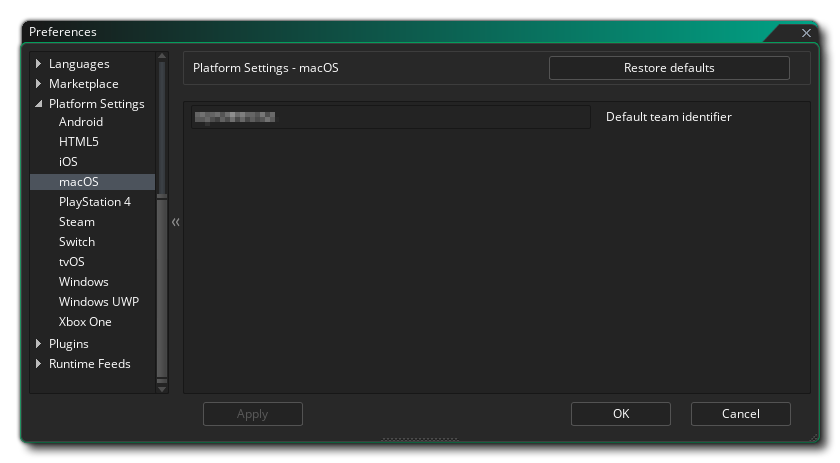 Preferences
Languages
Marketplace
Platform Settings
Android
HTML5
iOS
macOS
PlayStation 4
Steam
Switch
tvOS
Windows
Windows UWP
Xbox One
Plugins
Runtime Feeds
Platform Settings - macOS
Restore defaults
Default team identifier
Apply
OK
Cancel